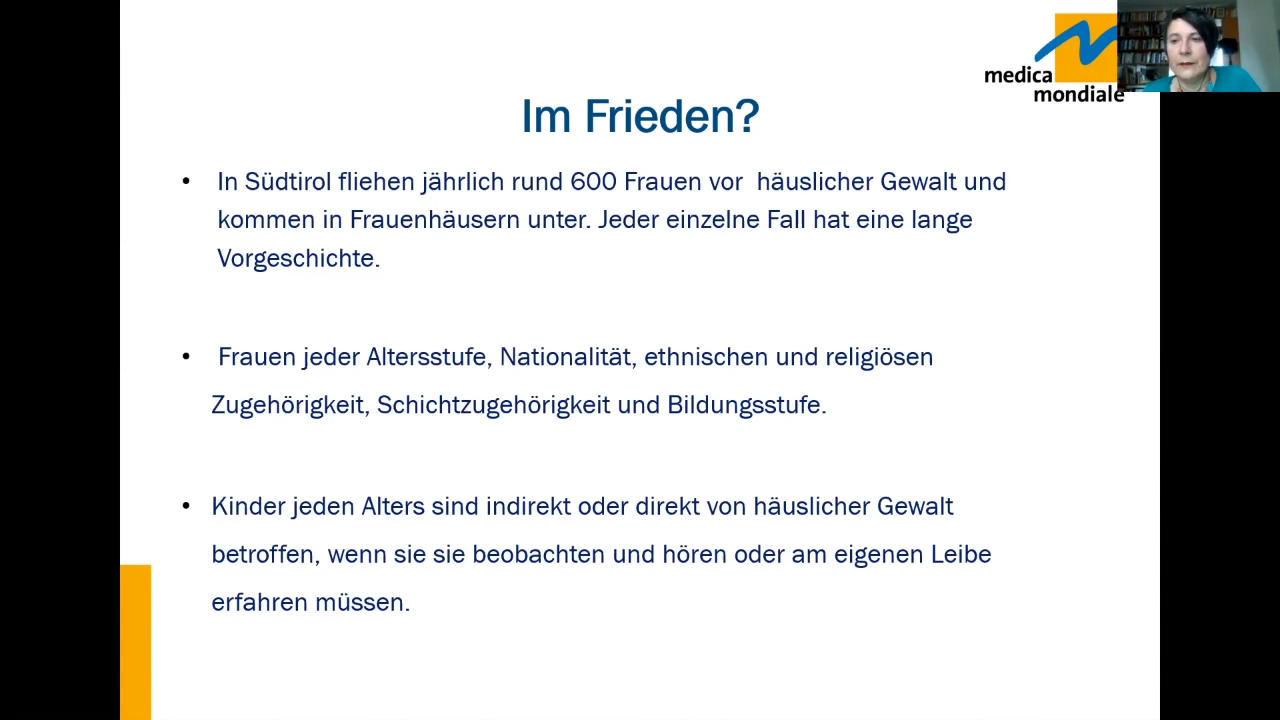 medica
mondiale
Im Frieden?
• In Südtirol fliehen jährlich rund 600 Frauen vor  häuslicher Gewalt und
kommen in Frauenhäusern unter. Jeder einzelne Fall hat eine lange
Vorgeschichte.
• Frauen jeder Altersstufe, Nationalität, ethnischen und religiösen
Zugehörigkeit, Schichtzugehörigkeit und Bildungsstufe.
• Kinder jeden Alters sind indirekt oder direkt von häuslicher Gewalt
betroffen, wenn sie sie beobachten und hören oder am eigenen Leibe
erfahren müssen.